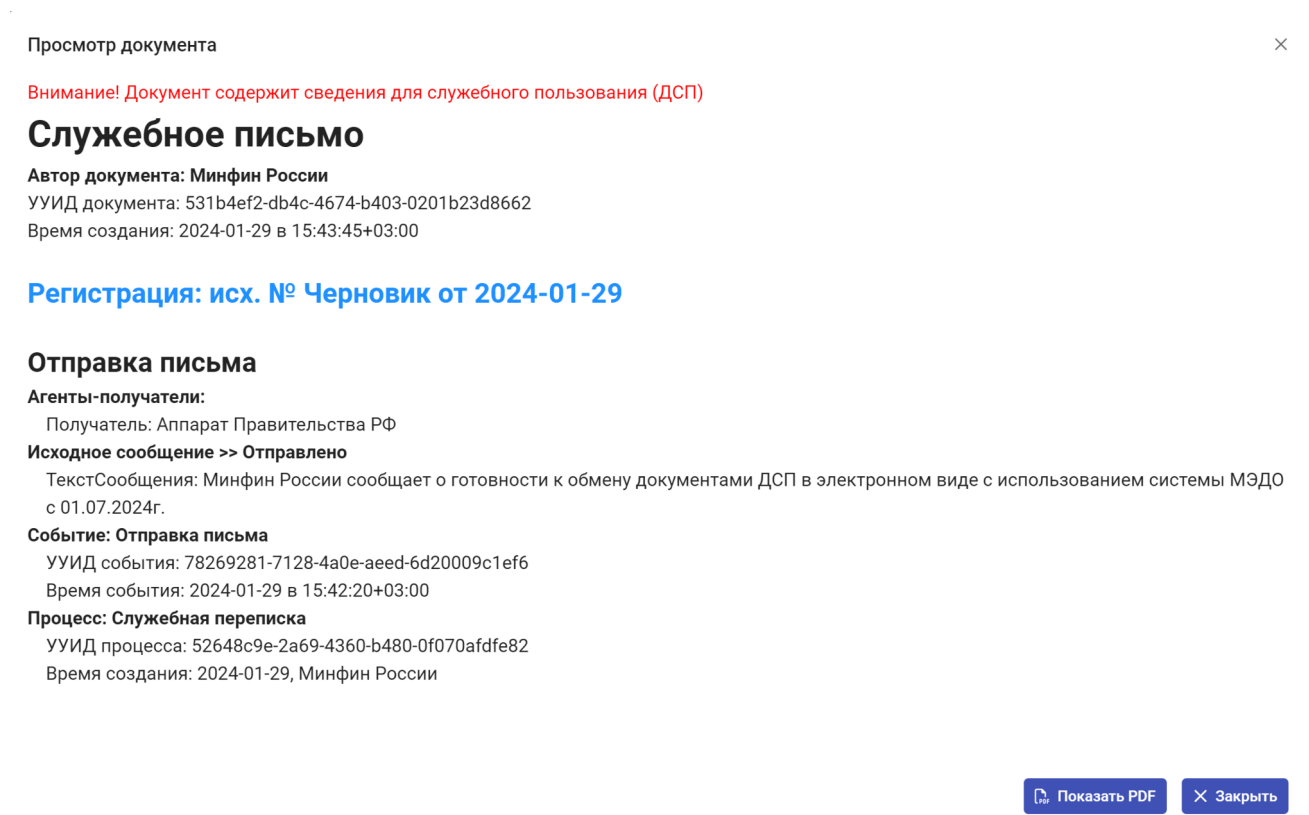 Просмотр документа
Внимание! Документ содержит сведения для служебного пользования (ДСП)
Служебное письмо
Автор документа: Минфин России
УУИД документа: 531b4ef2-db4c-4674-b403-0201b23d8662
Время создания: 2024-01-29 в 15:43:45+03:00
Регистрация: исх. № Черновик от 2024-01-29
Отправка письма
Агенты-получатели:
Получатель: Аппарат Правительства РФ
Исходное сообщение >> Отправлено
ТекстСообщения: Минфин России сообщает о готовности к обмену документами ДСП в электронном виде с использованием системы МЭДО
с 01.07.2024г.
Событие: Отправка письма
УУИД события: 78269281-7128-4a0e-aeed-6d20009c1ef6
Время события: 2024-01-29 в 15:42:20+03:00
Процесс: Служебная переписка
УУИД процесса: 52648c9e-2a69-4360-b480-0f070afdfe82
Время создания: 2024-01-29, Минфин России
PDF Показать PDF
Закрыть